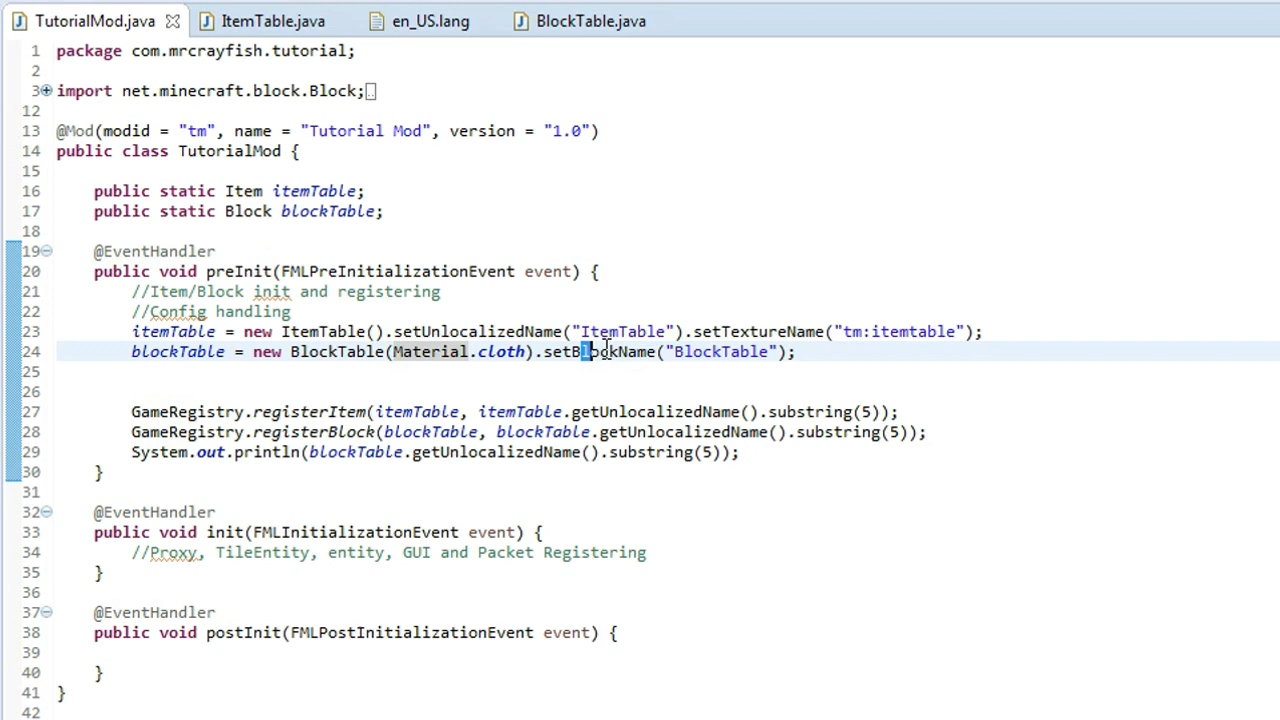 TutorialMod.java ItemTable.java en_US.lang BlockTable.java
1 package com.mrcrayfish.tutorial;
2
3 import net.minecraft.block.Block;
12
13 @Mod(modid = "tm", name = "Tutorial Mod", version = "1.0")
14 public class TutorialMod {
15
16 public static Item itemTable;
17 public static Block blockTable;
18
19 @EventHandler
20 public void preInit(FMLPreInitializationEvent event) {
21 //Item/Block init and registering
22 //Config handling
23 itemTable = new ItemTable().setUnlocalizedName("ItemTable").setTextureName("tm:itemtable");
24 blockTable = new BlockTable(Material.cloth).setBlockName("BlockTable");
25
26
27 GameRegistry.registerItem(itemTable, itemTable.getUnlocalizedName().substring(5));
28 GameRegistry.registerBlock(blockTable, blockTable.getUnlocalizedName().substring(5));
29 System.out.println(blockTable.getUnlocalizedName().substring(5));
30 }
31
32 @EventHandler
33 public void init(FMLInitializationEvent event) {
34 //Proxy, TileEntity, entity, GUI and Packet Registering
35 }
36
37 @EventHandler
38 public void postInit(FMLPostInitializationEvent event) {
39
40 }
41 }
42